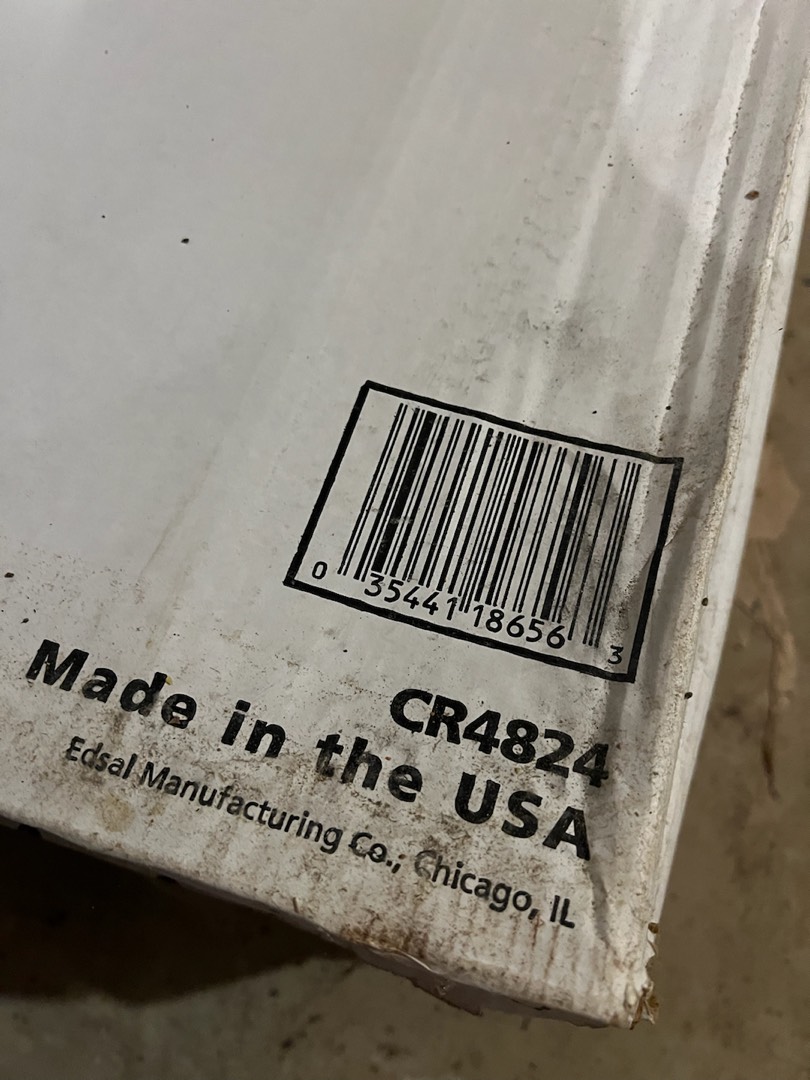 0 35441 18656 3
CR4824
Made in the USA
Edsal Manufacturing Co.; Chicago, IL